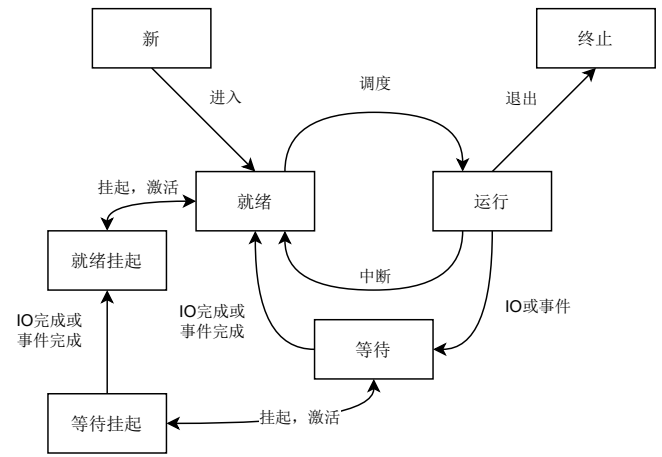 新
终止
进入
调度
退出
挂起，激活
就绪
运行
就绪挂起
中断
IO完成或
事件完成
IO完成或
事件完成
IO或事件
等待
等待挂起
挂起，激活